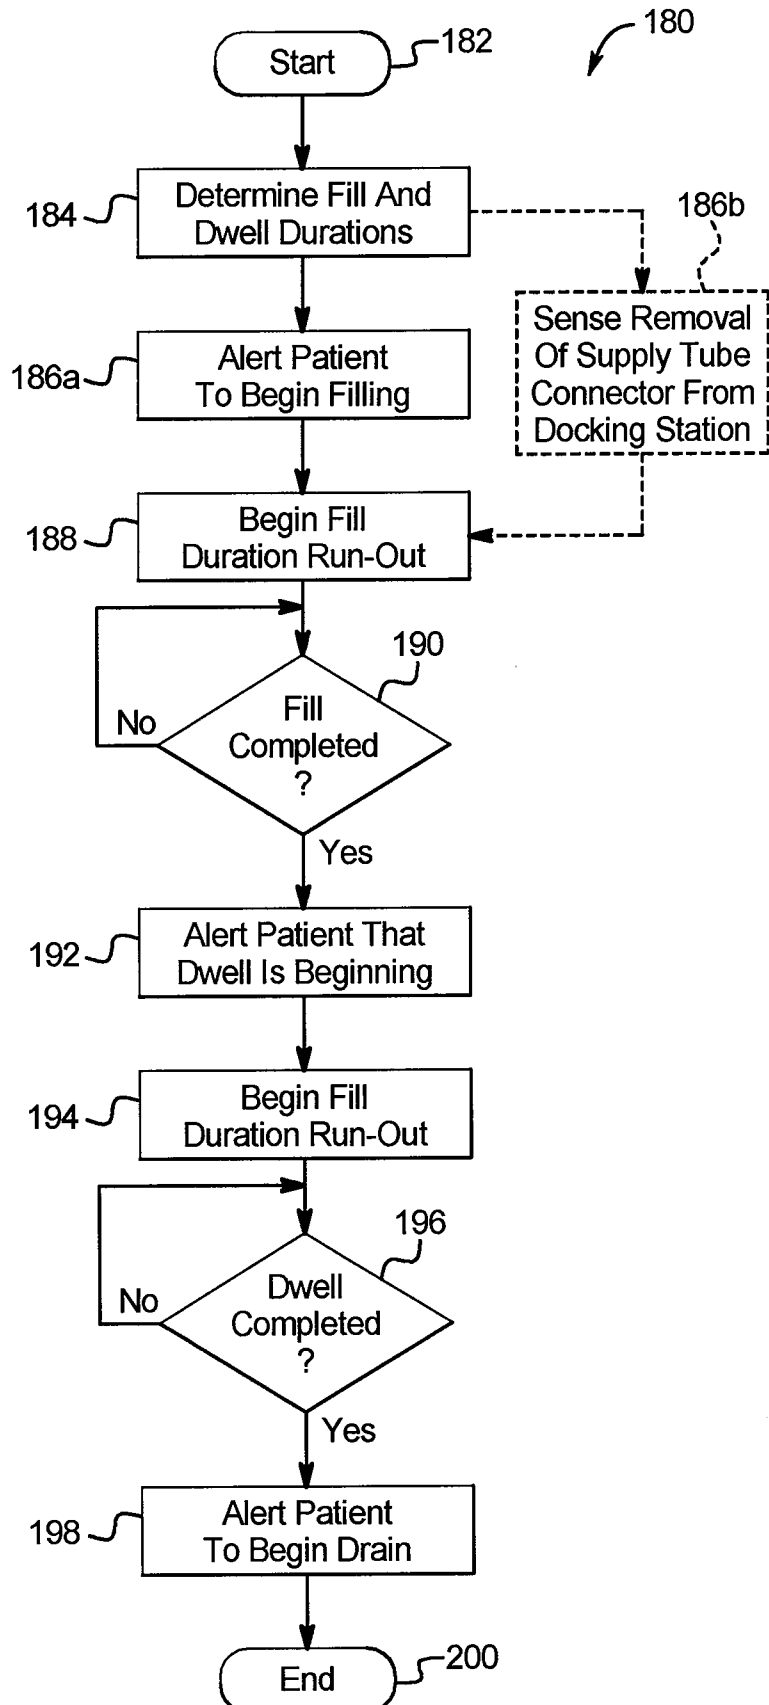 180
Start
182
Determine Fill And
Dwell Durations
184
186b
Sense Removal
Of Supply Tube
Connector From
Docking Station
Alert Patient
To Begin Filling
186a
Begin Fill
Duration Run-Out
188
190
Fill
Completed
?
No
Yes
Alert Patient That
Dwell Is Beginning
192
Begin Fill
Duration Run-Out
194
196
Dwell
Completed
?
No
Yes
Alert Patient
To Begin Drain
198
End
200